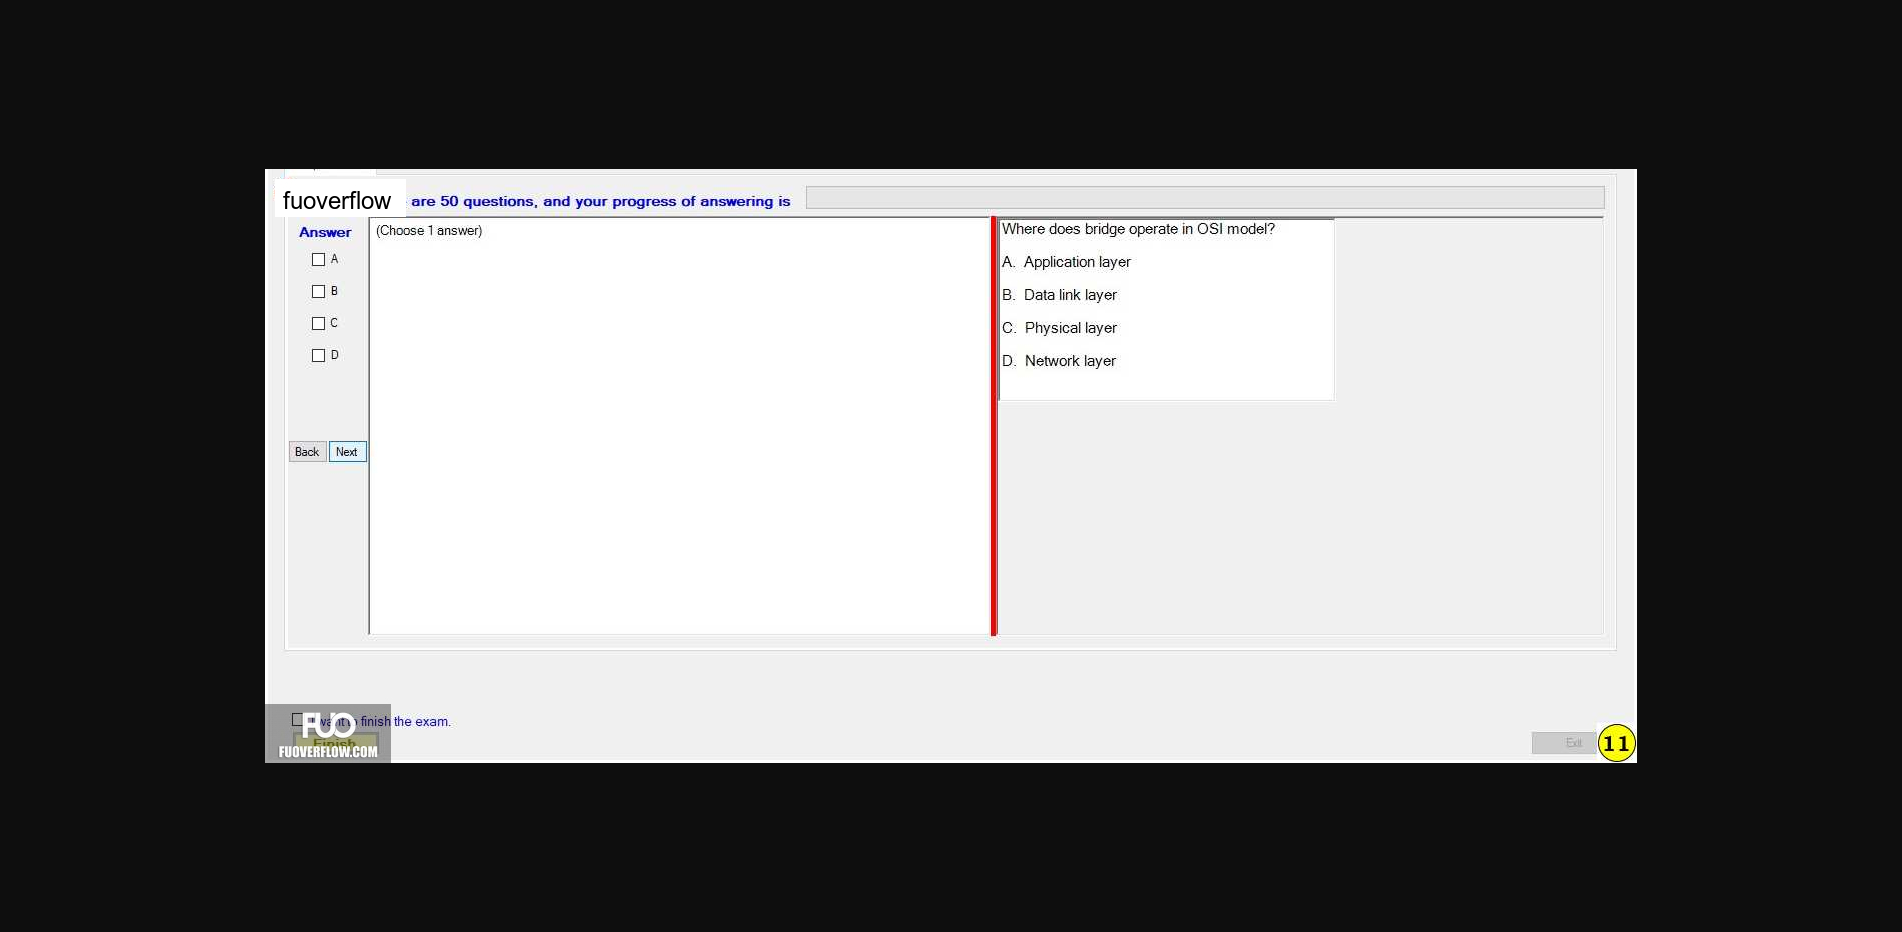 fuoverflow are 50 questions, and your progress of answering is
Answer
A
B
C
D
Back Next
(Choose 1 answer)
Where does bridge operate in OSI model?
A. Application layer
B. Data link layer
C. Physical layer
D. Network layer
I want to finish the exam.
Finish
FUO
FUOVERFLOW.COM
Exit
11